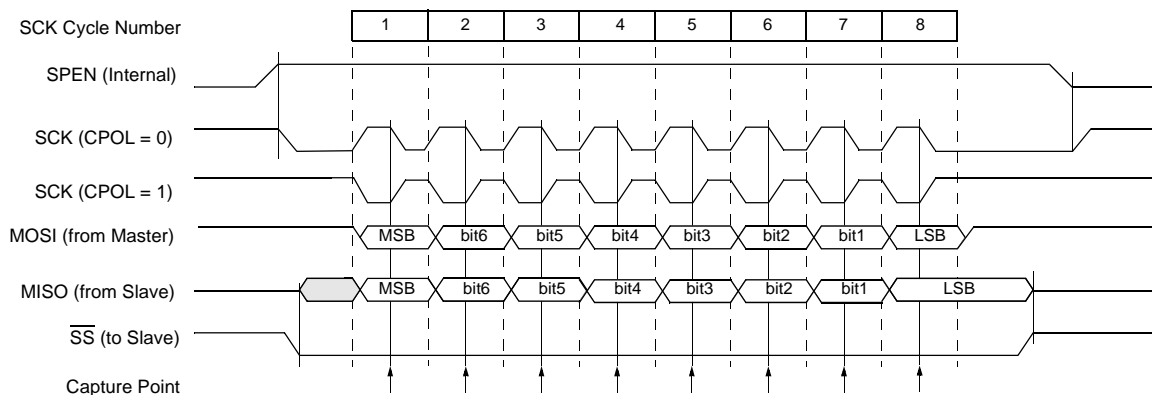 SCK Cycle Number 1 2 3 4 5 6 7 8
SPEN (Internal)
SCK (CPOL = 0)
SCK (CPOL = 1)
MOSI (from Master) MSB bit6 bit5 bit4 bit3 bit2 bit1 LSB
MISO (from Slave) MSB bit6 bit5 bit4 bit3 bit2 bit1 LSB
S̅S̅ (to Slave)
Capture Point